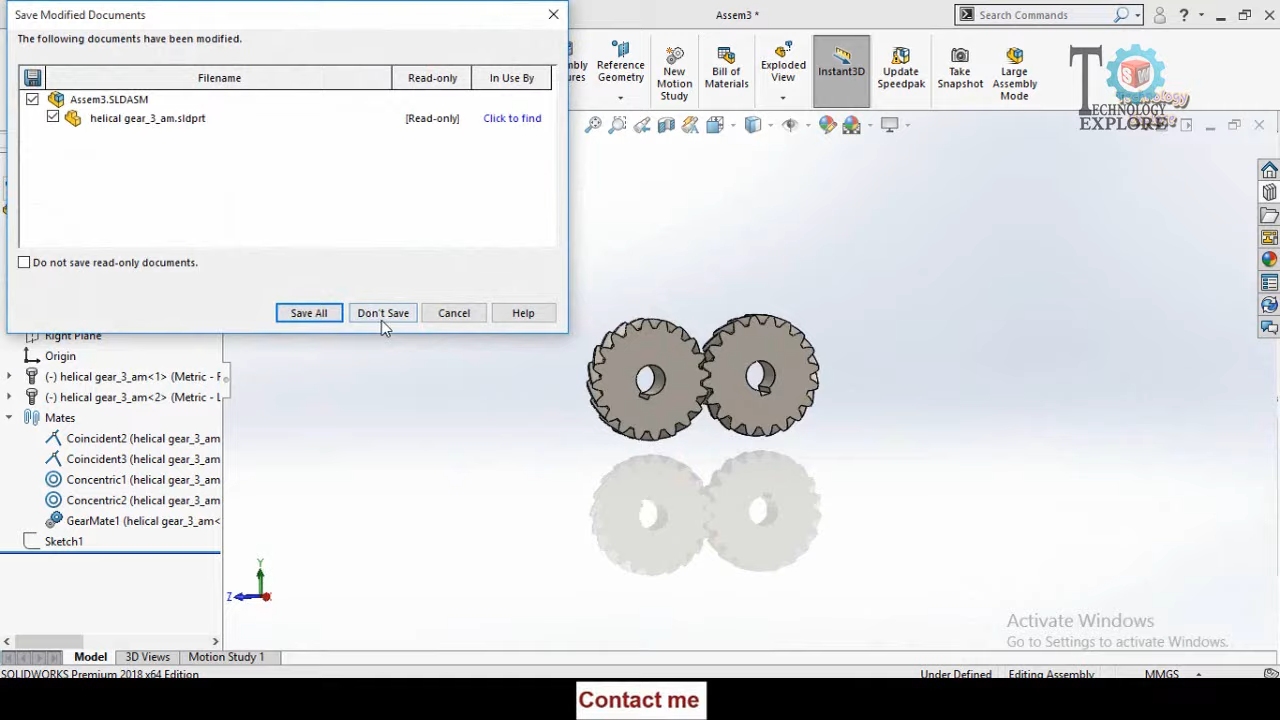 Save Modified Documents
Assem3 *
Search Commands
The following documents have been modified.
Filename
Read-only
In Use By
Assem3.SLDASM
helical gear_3_am.sldprt
[Read-only]
Click to find
Do not save read-only documents.
Save All
Don't Save
Cancel
Help
Reference
Geometry
New
Motion
Study
Bill of
Materials
Exploded
View
Instant3D
Update
Speedpak
Take
Snapshot
Large
Assembly
Mode
TECHNOLOGY
EXPLORE
SW
Right Plane
Origin
(-) helical gear_3_am<1> (Metric -
(-) helical gear_3_am<2> (Metric -
Mates
Coincident2 (helical gear_3_am
Coincident3 (helical gear_3_am
Concentric1 (helical gear_3_am
Concentric2 (helical gear_3_am
GearMate1 (helical gear_3_am<
Sketch1
Y
Z
Activate Windows
Go to Settings to activate Windows.
Model
3D Views
Motion Study 1
SOLIDWORKS Premium 2018 x64 Edition
Under Defined
Editing Assembly
MMGS
Contact me